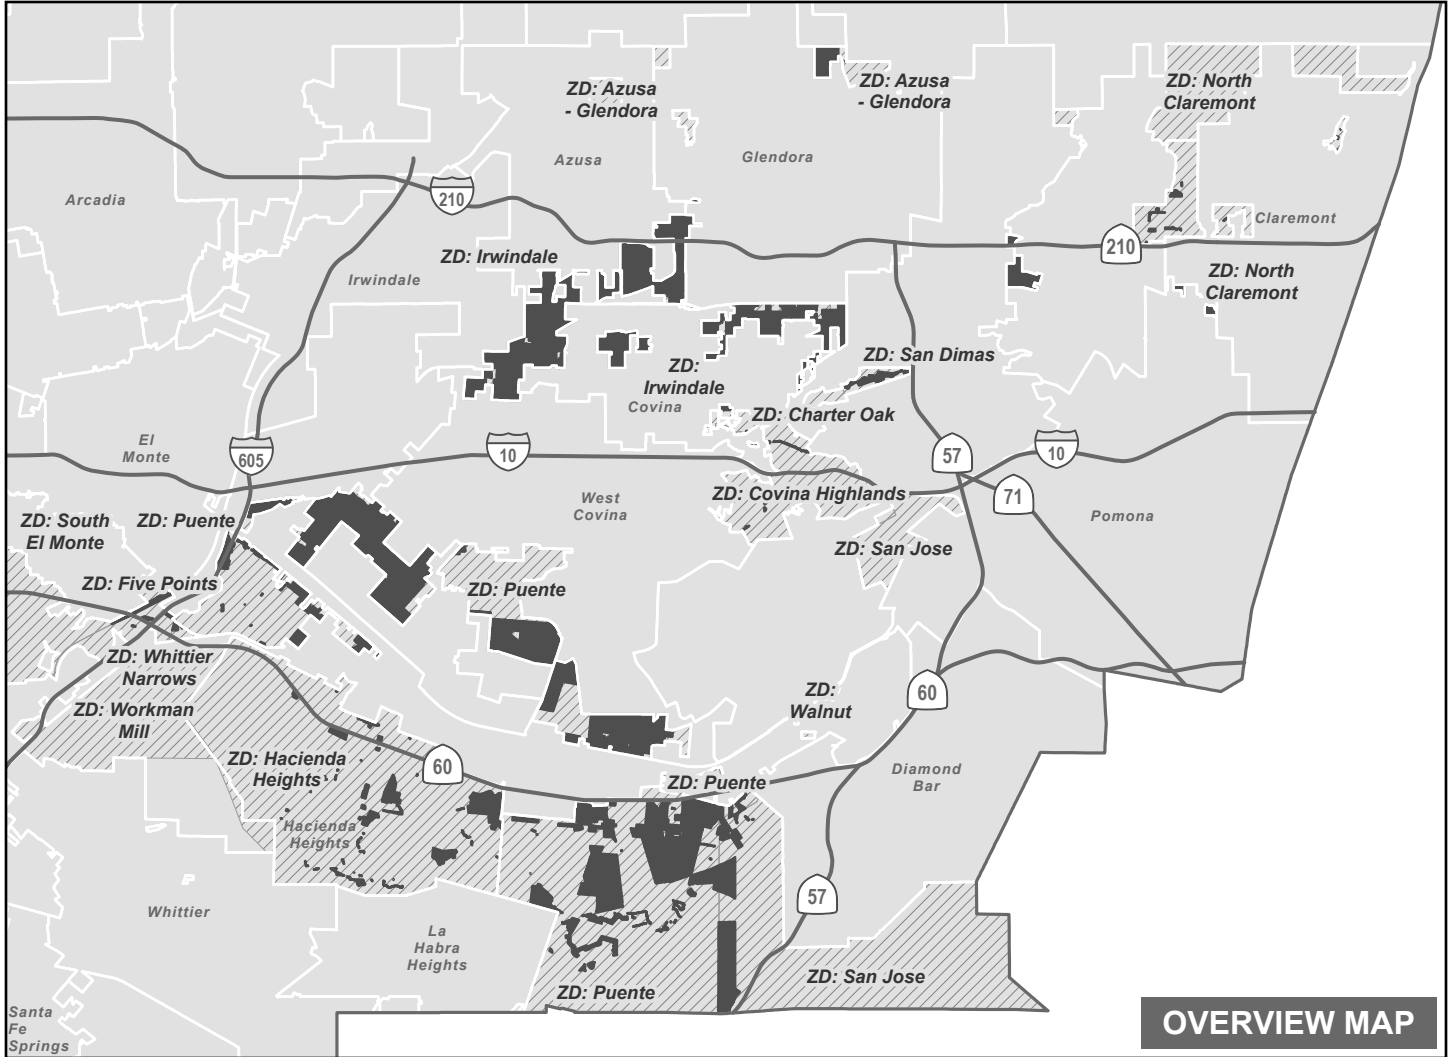 ZD: Azusa
- Glendora
ZD: Azusa
- Glendora
ZD: North
Claremont
Azusa
Glendora
Arcadia
210
Claremont
210
ZD: Irwindale
Irwindale
ZD: North
Claremont
ZD: San Dimas
ZD:
Irwindale
Covina
ZD: Charter Oak
El
Monte
605
10
57
10
71
ZD: Covina Highlands
West
Covina
Pomona
ZD: South
El Monte
ZD: Puente
ZD: San Jose
ZD: Five Points
ZD: Puente
ZD: Whittier
Narrows
ZD: Workman
Mill
ZD:
Walnut
60
ZD: Hacienda
Heights
60
ZD: Puente
Diamond
Bar
Hacienda
Heights
57
Whittier
La
Habra
Heights
ZD: San Jose
ZD: Puente
Santa
Fe
Springs
OVERVIEW MAP